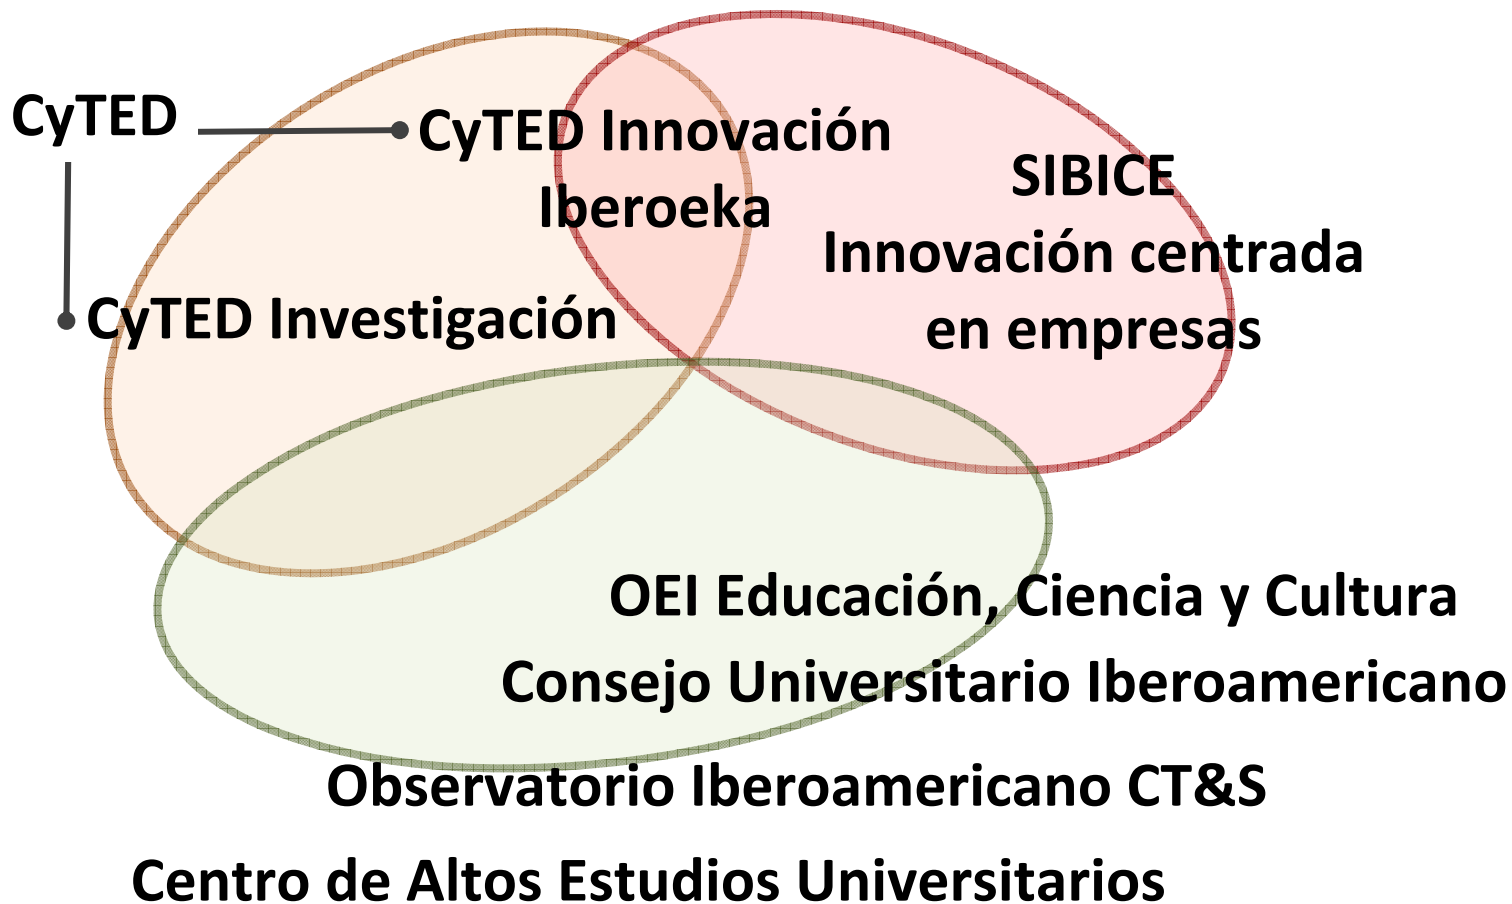 CyTED
CyTED Innovación
Iberoeka
SIBICE
Innovación centrada
en empresas
CyTED Investigación
OEI Educación, Ciencia y Cultura
Consejo Universitario Iberoamericano
Observatorio Iberoamericano CT&S
Centro de Altos Estudios Universitarios